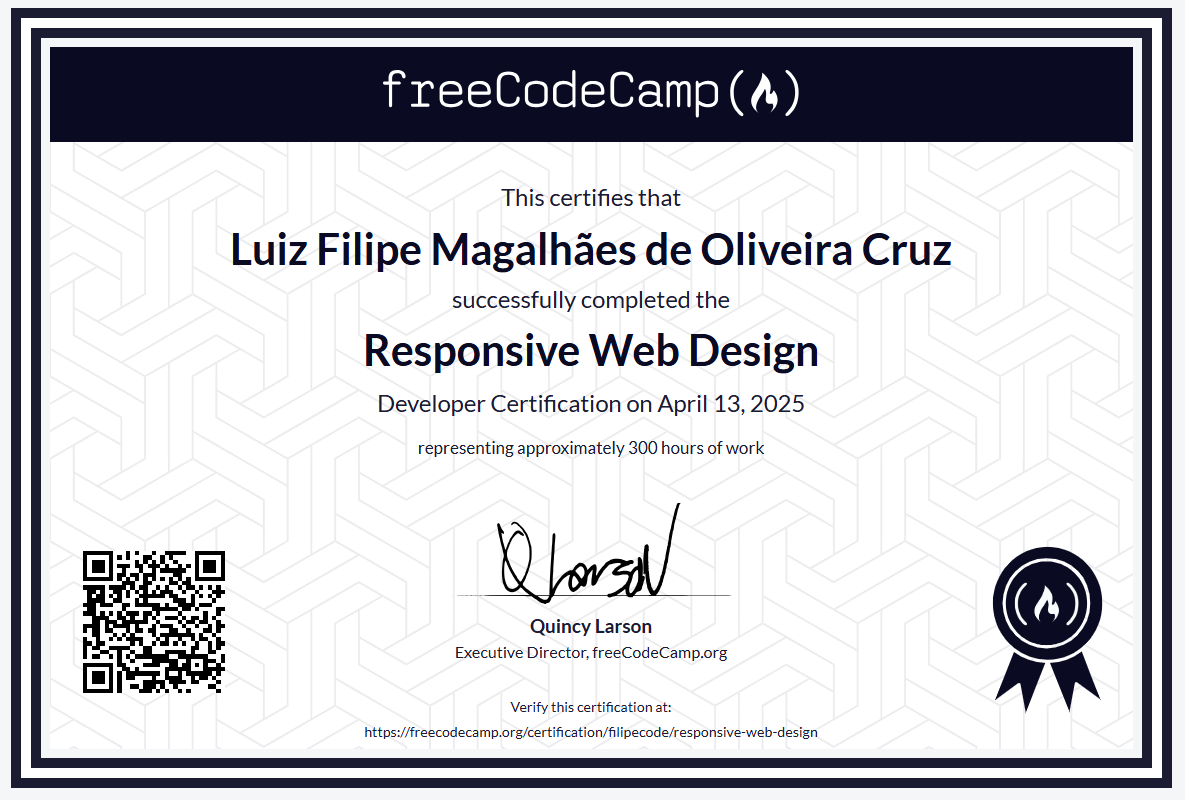 freeCodeCamp(🔥)
This certifies that
Luiz Filipe Magalhães de Oliveira Cruz
successfully completed the
Responsive Web Design
Developer Certification on April 13, 2025
representing approximately 300 hours of work
Quincy Larson
Executive Director, freeCodeCamp.org
Verify this certification at:
https://freecodecamp.org/certification/filipecode/responsive-web-design